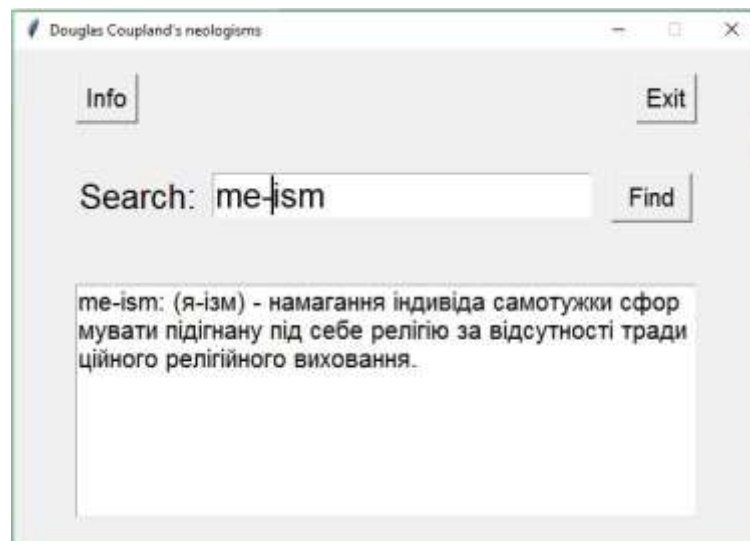 Douglas Coupland's neologisms
Info
Exit
Search: me-ism Find
me-ism: (я-ізм) - намагання індивіда самотужки сфор
мувати підігнану під себе релігію за відсутності тради
ційного релігійного виховання.